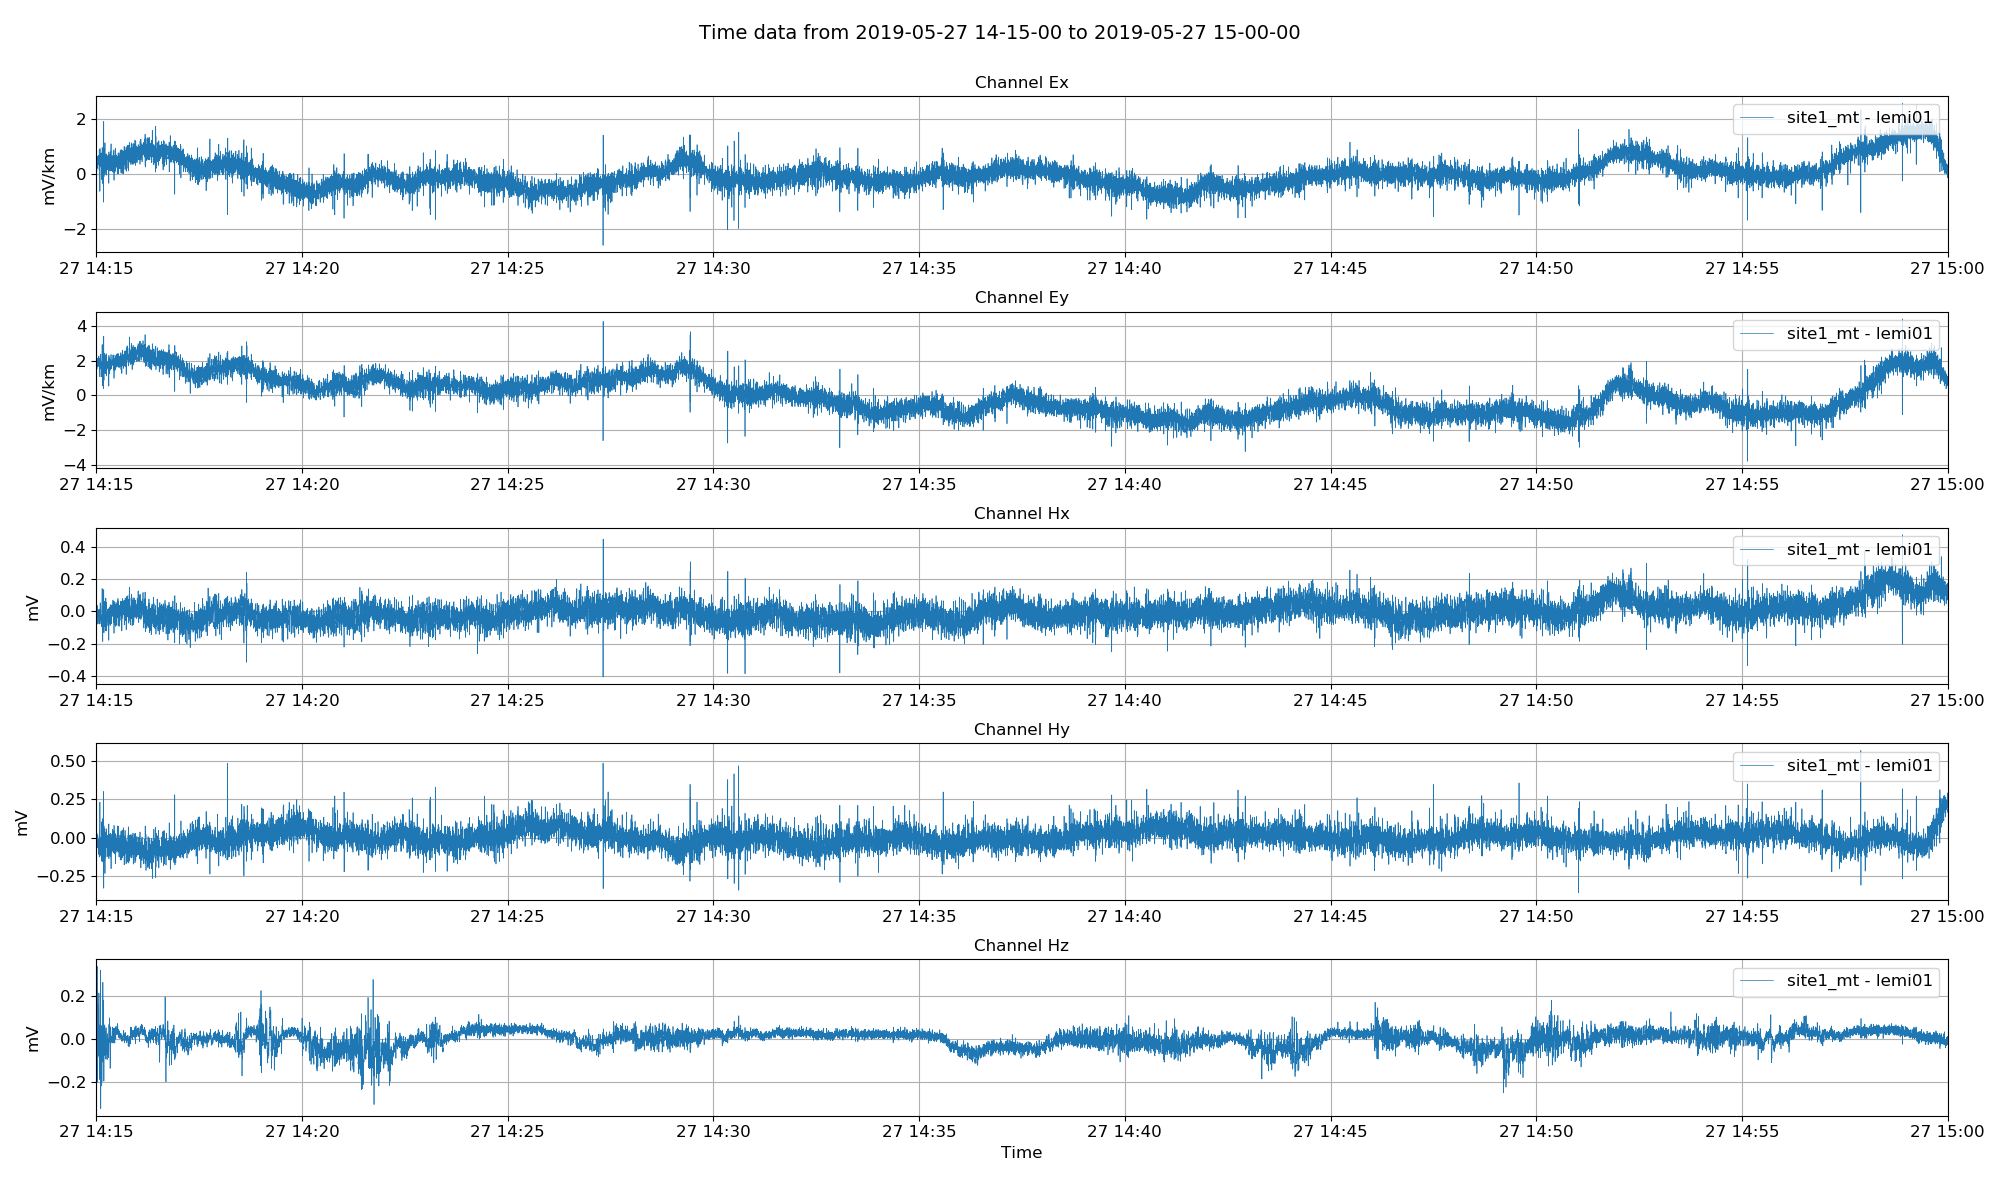 Time data from 2019-05-27 14-15-00 to 2019-05-27 15-00-00
Channel Ex
mV/km
2
0
−2
site1_mt - lemi01
27 14:15 27 14:20 27 14:25 27 14:30 27 14:35 27 14:40 27 14:45 27 14:50 27 14:55 27 15:00
Channel Ey
mV/km
4
2
0
−2
−4
site1_mt - lemi01
27 14:15 27 14:20 27 14:25 27 14:30 27 14:35 27 14:40 27 14:45 27 14:50 27 14:55 27 15:00
Channel Hx
mV
0.4
0.2
0.0
−0.2
−0.4
site1_mt - lemi01
27 14:15 27 14:20 27 14:25 27 14:30 27 14:35 27 14:40 27 14:45 27 14:50 27 14:55 27 15:00
Channel Hy
mV
0.50
0.25
0.00
−0.25
site1_mt - lemi01
27 14:15 27 14:20 27 14:25 27 14:30 27 14:35 27 14:40 27 14:45 27 14:50 27 14:55 27 15:00
Channel Hz
mV
0.2
0.0
−0.2
site1_mt - lemi01
27 14:15 27 14:20 27 14:25 27 14:30 27 14:35 27 14:40 27 14:45 27 14:50 27 14:55 27 15:00
Time